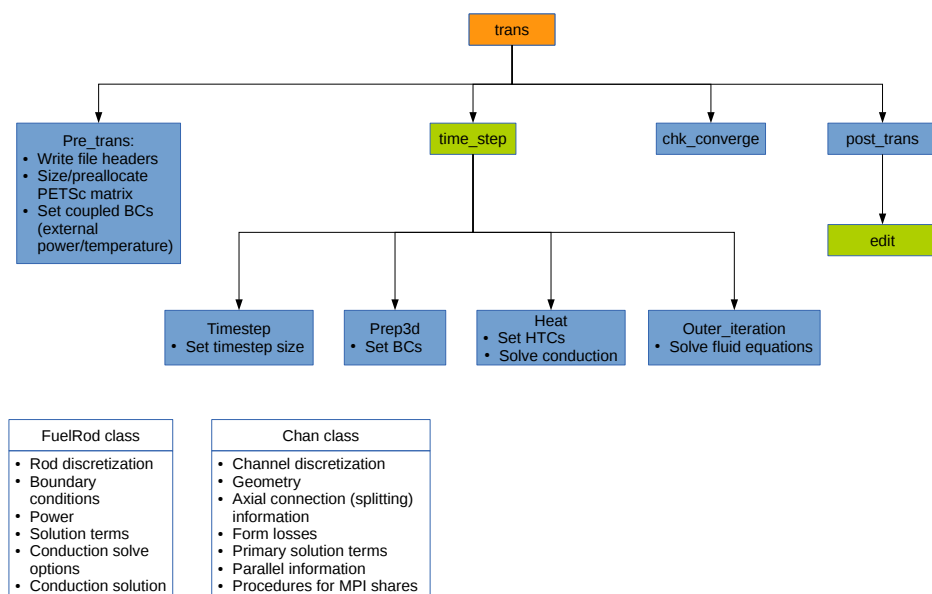 trans
Pre_trans:
• Write file headers
• Size/preallocate
PETSc matrix
• Set coupled BCs
(external
power/temperature)
time_step
chk_converge
post_trans
edit
Timestep
• Set timestep size
Prep3d
• Set BCs
Heat
• Set HTCs
• Solve conduction
Outer_iteration
• Solve fluid equations
FuelRod class
• Rod discretization
• Boundary
conditions
• Power
• Solution terms
• Conduction solve
options
• Conduction solution
Chan class
• Channel discretization
• Geometry
• Axial connection (splitting)
information
• Form losses
• Primary solution terms
• Parallel information
• Procedures for MPI shares